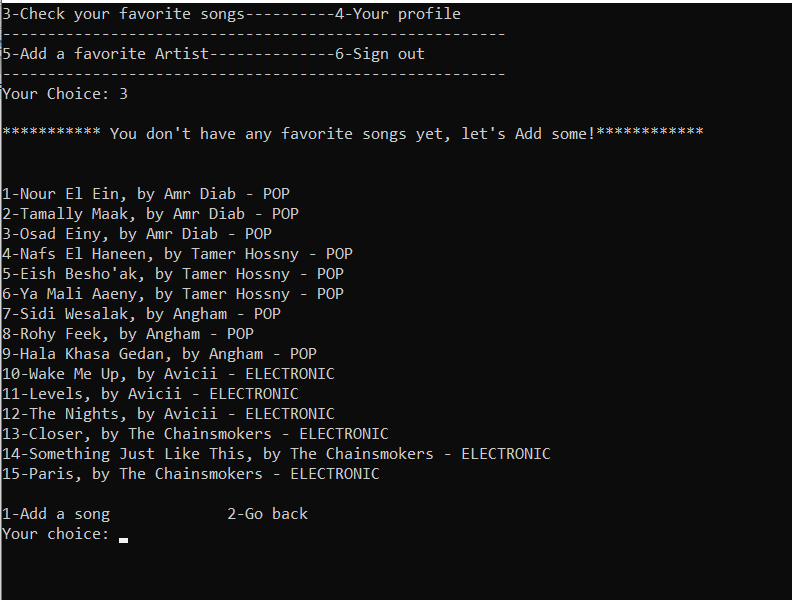 3-Check your favorite songs----------4-Your profile
--------------------------------------------------------
5-Add a favorite Artist--------------6-Sign out
--------------------------------------------------------
Your Choice: 3
*********** You don't have any favorite songs yet, let's Add some!************
1-Nour El Ein, by Amr Diab - POP
2-Tamally Maak, by Amr Diab - POP
3-Osad Einy, by Amr Diab - POP
4-Nafs El Haneen, by Tamer Hossny - POP
5-Eish Besho'ak, by Tamer Hossny - POP
6-Ya Mali Aaeny, by Tamer Hossny - POP
7-Sidi Wesalak, by Angham - POP
8-Rohy Feek, by Angham - POP
9-Hala Khasa Gedan, by Angham - POP
10-Wake Me Up, by Avicii - ELECTRONIC
11-Levels, by Avicii - ELECTRONIC
12-The Nights, by Avicii - ELECTRONIC
13-Closer, by The Chainsmokers - ELECTRONIC
14-Something Just Like This, by The Chainsmokers - ELECTRONIC
15-Paris, by The Chainsmokers - ELECTRONIC
1-Add a song             2-Go back
Your choice: